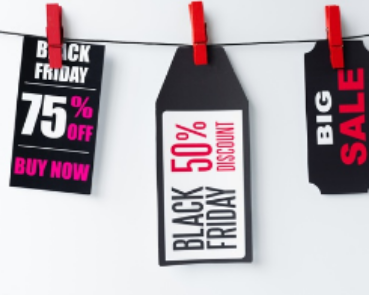 BLACK
FRIDAY
75%
OFF
BUY NOW
BLACK
FRIDAY
50%
DISCOUNT
BIG
SALE